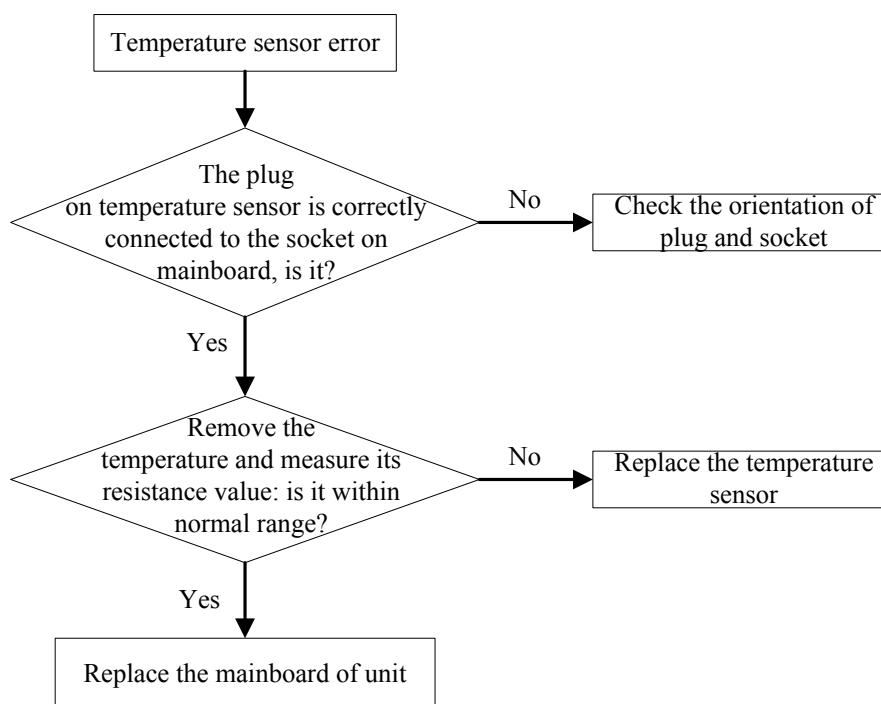 Temperature sensor error
The plug
on temperature sensor is correctly
connected to the socket on
mainboard, is it?
No
Check the orientation of
plug and socket
Yes
Remove the
temperature and measure its
resistance value: is it within
normal range?
No
Replace the temperature
sensor
Yes
Replace the mainboard of unit